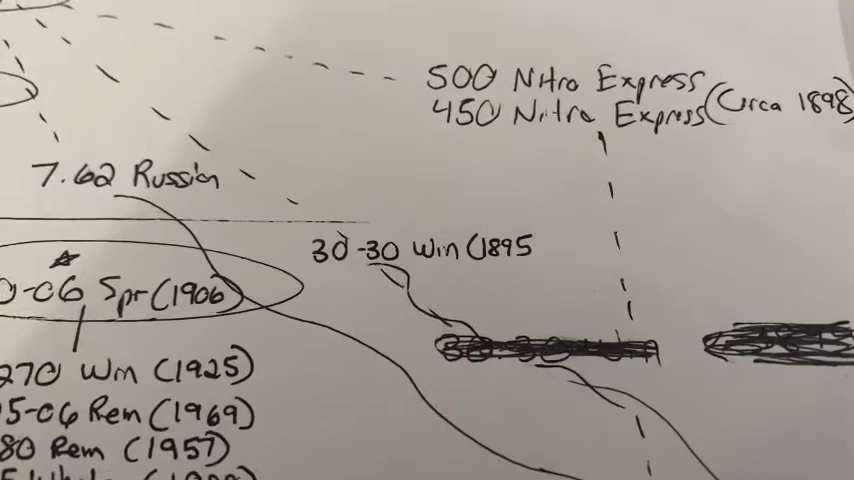 500 Nitro Express
450 Nitro Express (Circa 1898)
7.62 Russian
30-30 Win (1895
0-06 Spr (1906)
270 Win (1925)
5-06 Rem (1969)
80 Rem (1957)